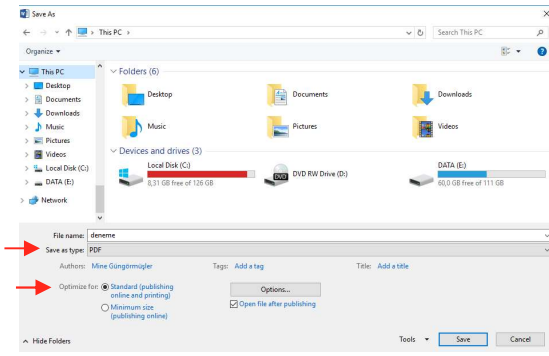 Save As
This PC
Search This PC
Organize
This PC
Desktop
Documents
Downloads
Music
Pictures
Videos
Local Disk (C:)
DATA (E:)
Network
Folders (6)
Desktop
Documents
Downloads
Music
Pictures
Videos
Devices and drives (3)
Local Disk (C:)
8,31 GB free of 126 GB
DVD RW Drive (D:)
DATA (E:)
60,0 GB free of 111 GB
File name: deneme
Save as type: PDF
Authors: Mine Güngörmüşler Tags: Add a tag Title: Add a title
Optimize for: Standard (publishing
online and printing)
Minimum size
(publishing online)
Options...
Open file after publishing
Hide Folders
Tools Save Cancel